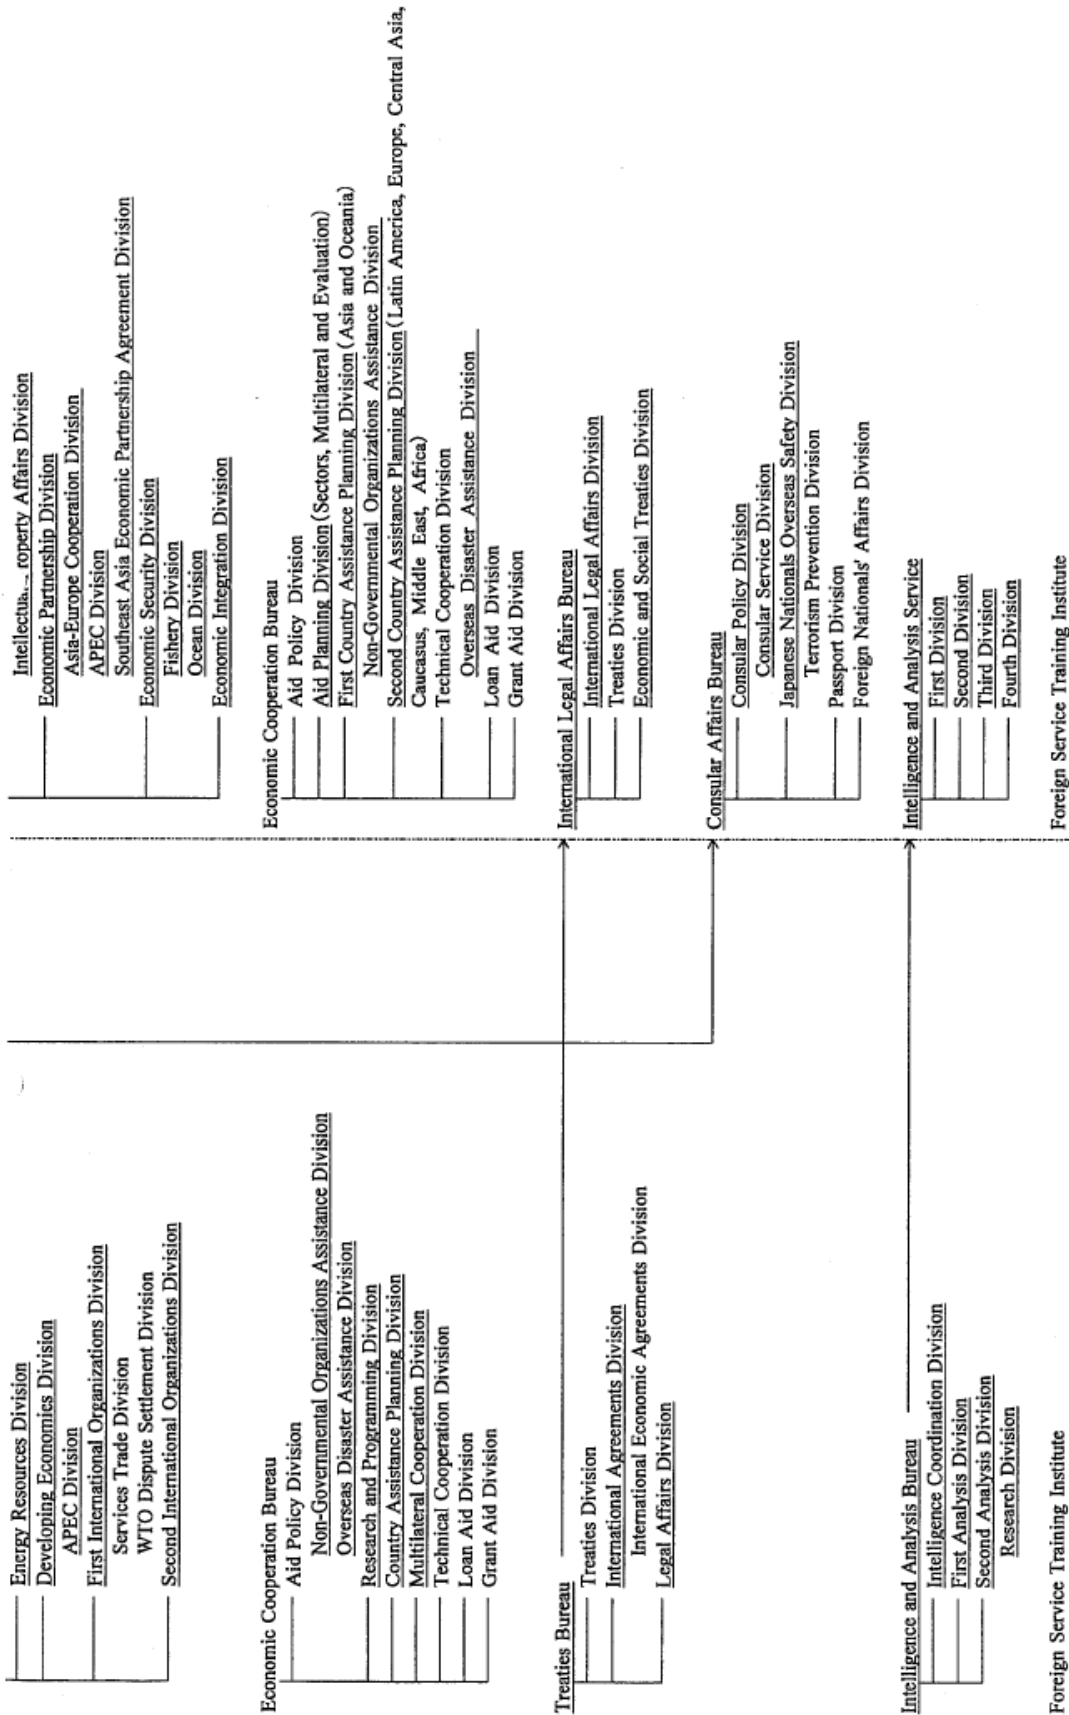 Energy Resources Division
Developing Economies Division
APEC Division
First International Organizations Division
Services Trade Division
WTO Dispute Settlement Division
Second International Organizations Division
Economic Cooperation Bureau
Aid Policy Division
Non-Governmental Organizations Assistance Division
Overseas Disaster Assistance Division
Research and Programming Division
Country Assistance Planning Division
Multilateral Cooperation Division
Technical Cooperation Division
Loan Aid Division
Grant Aid Division
Treaties Bureau
Treaties Division
International Agreements Division
International Economic Agreements Division
Legal Affairs Division
Intelligence and Analysis Bureau
Intelligence Coordination Division
First Analysis Division
Second Analysis Division
Research Division
Foreign Service Training Institute
Affairs Division
Economic Partnership Division
Asia-Europe Cooperation Division
APEC Division
Southeast Asia Economic Partnership Agreement Division
Economic Security Division
Fishery Division
Ocean Division
Economic Integration Division
Economic Cooperation Bureau
Aid Policy Division
Aid Planning Division(Sectors, Multilateral and Evaluation)
First Country Assistance Planning Division(Asia and Oceania)
Non-Governmental Organizations Assistance Division
Second Country Assistance Planning Division(Latin America, Europe, Central Asia,
Caucasus, Middle East, Africa)
Technical Cooperation Division
Overseas Disaster Assistance Division
Loan Aid Division
Grant Aid Division
International Legal Affairs Bureau
International Legal Affairs Division
Treaties Division
Economic and Social Treaties Division
Consular Affairs Bureau
Consular Policy Division
Consular Service Division
Japanese Nationals Overseas Safety Division
Terrorism Prevention Division
Passport Division
Foreign Nationals' Affairs Division
Intelligence and Analysis Service
First Division
Second Division
Third Division
Fourth Division
Foreign Service Training Institute